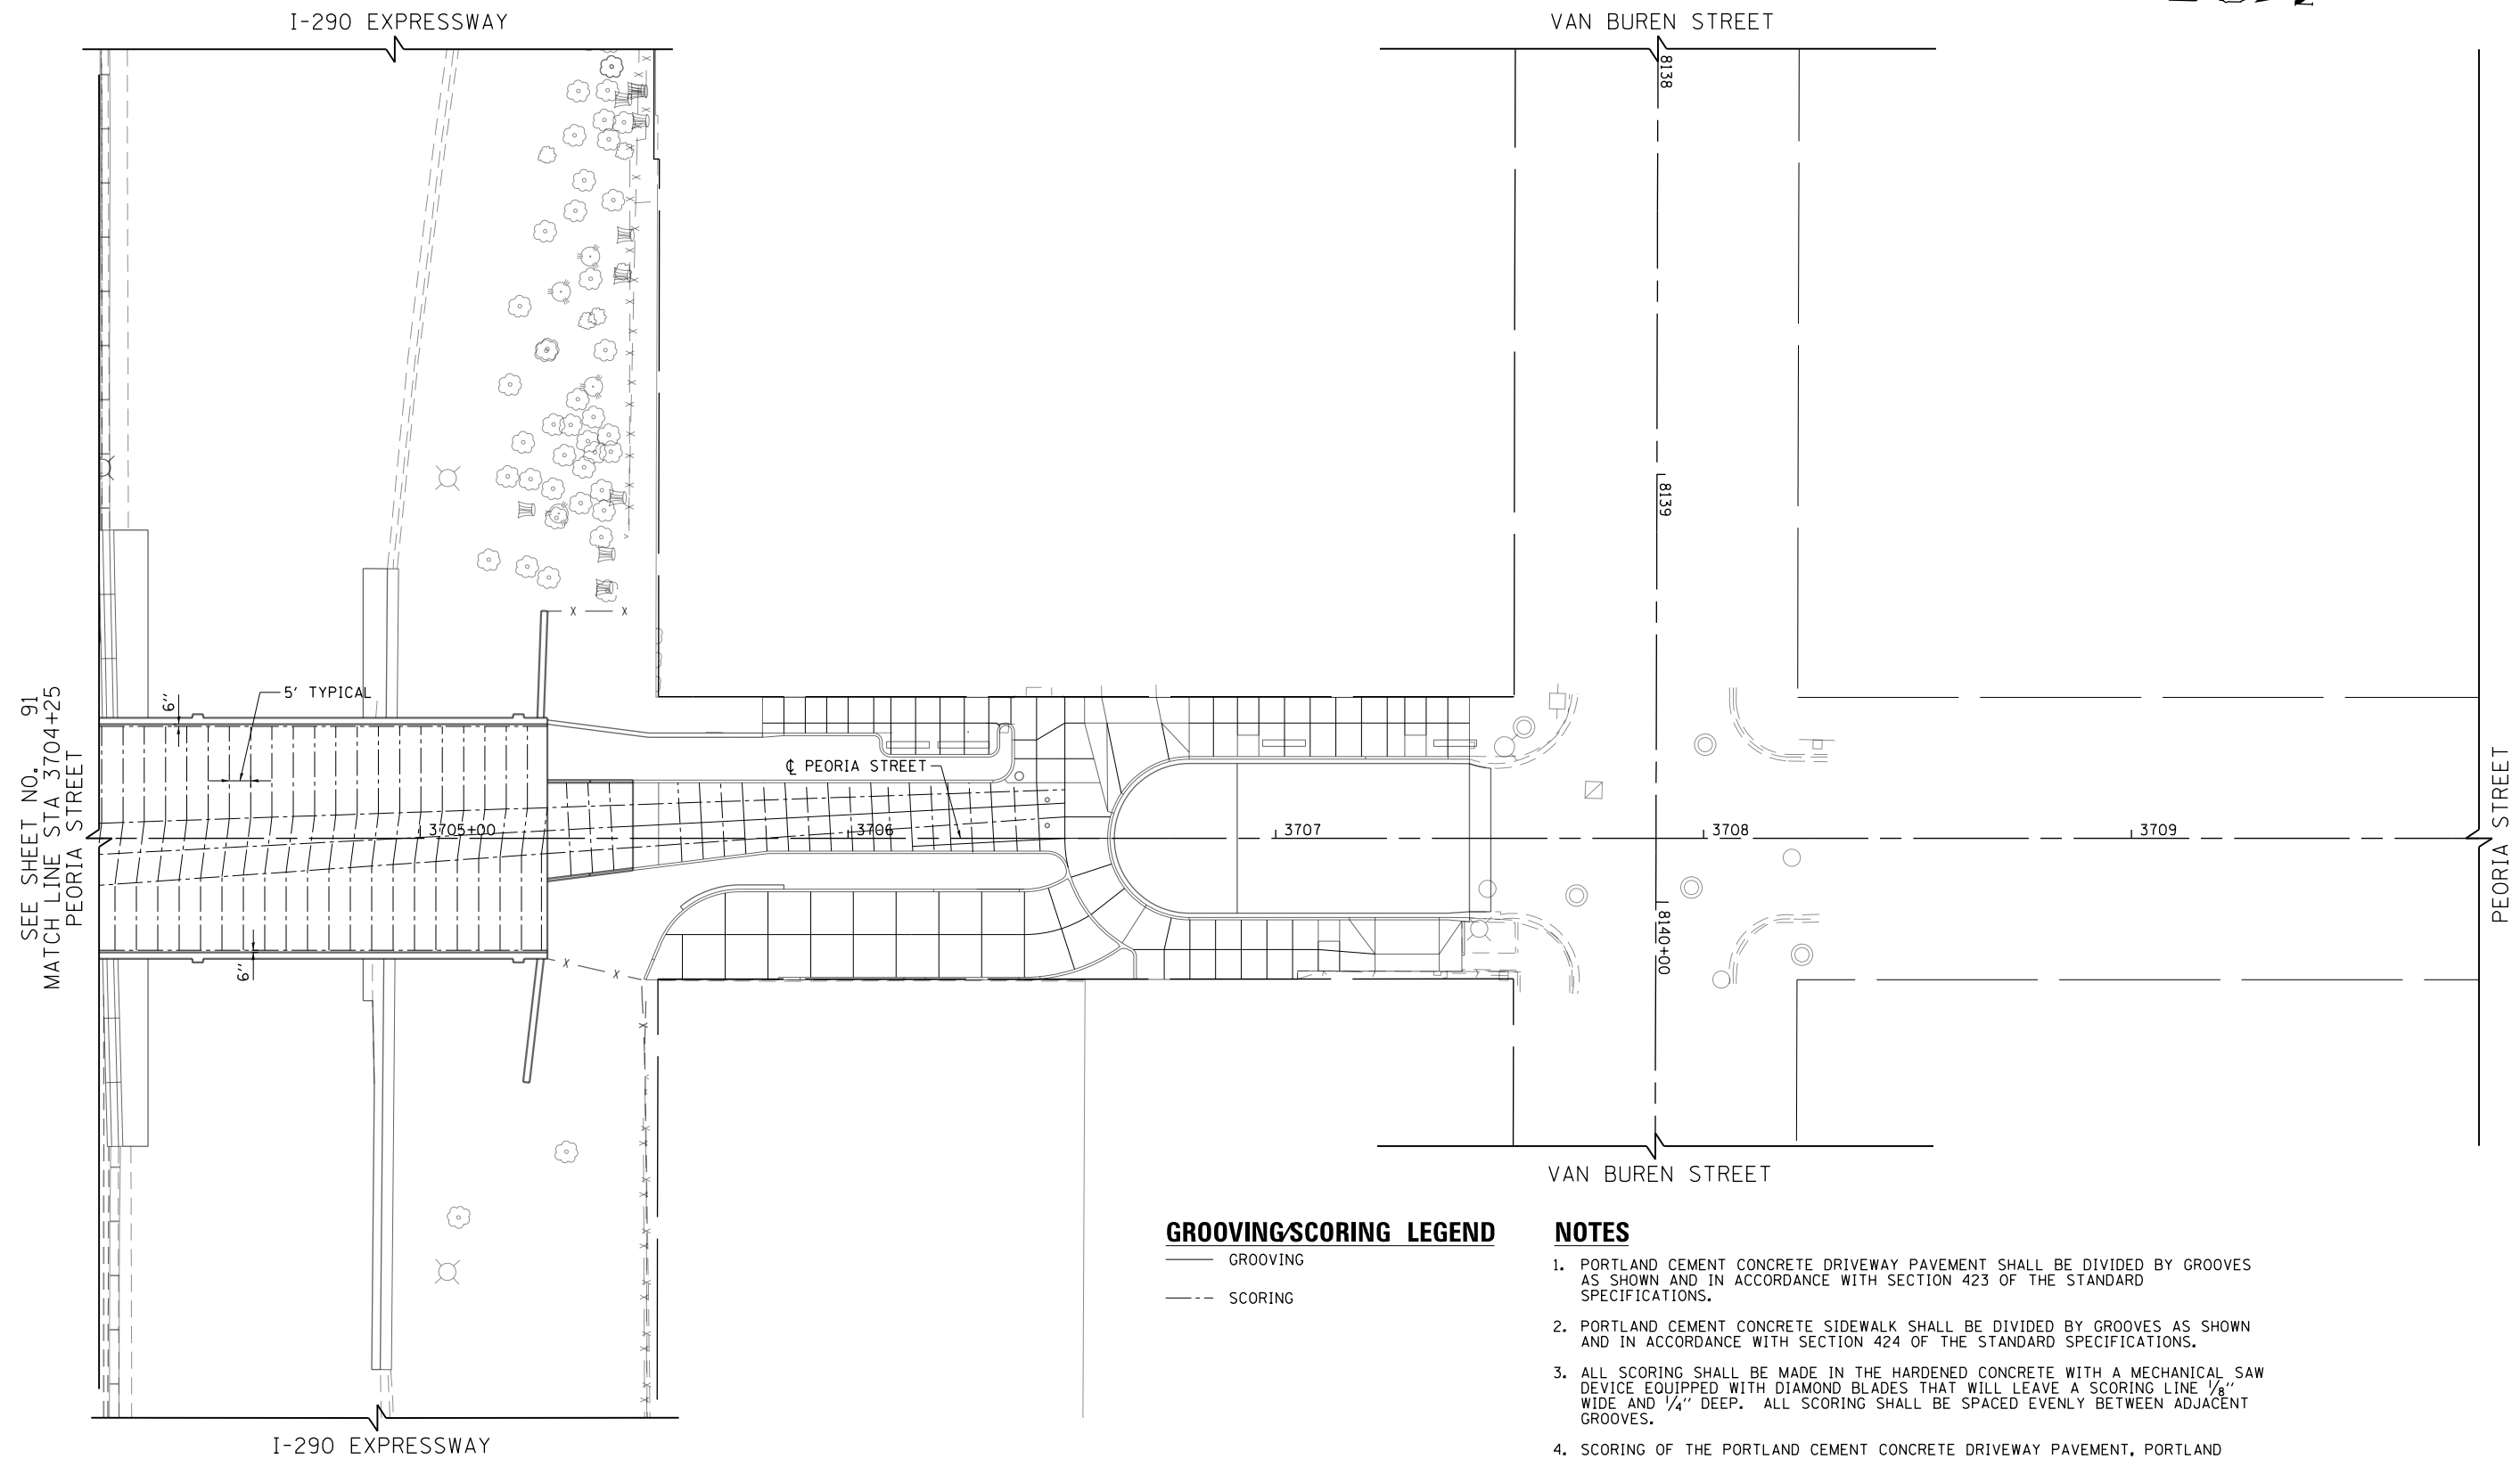 I-290 EXPRESSWAY
VAN BUREN STREET
8138
8139
SEE SHEET NO. 91
MATCH LINE STA 3704+25
PEORIA STREET
6"
5' TYPICAL
℄ PEORIA STREET
3705+00
3706
3707
3708
3709
PEORIA STREET
6"
8140+00
VAN BUREN STREET
GROOVING/SCORING LEGEND
GROOVING
SCORING
NOTES
1. PORTLAND CEMENT CONCRETE DRIVEWAY PAVEMENT SHALL BE DIVIDED BY GROOVES
AS SHOWN AND IN ACCORDANCE WITH SECTION 423 OF THE STANDARD
SPECIFICATIONS.
2. PORTLAND CEMENT CONCRETE SIDEWALK SHALL BE DIVIDED BY GROOVES AS SHOWN
AND IN ACCORDANCE WITH SECTION 424 OF THE STANDARD SPECIFICATIONS.
3. ALL SCORING SHALL BE MADE IN THE HARDENED CONCRETE WITH A MECHANICAL SAW
DEVICE EQUIPPED WITH DIAMOND BLADES THAT WILL LEAVE A SCORING LINE 1/8"
WIDE AND 1/4" DEEP. ALL SCORING SHALL BE SPACED EVENLY BETWEEN ADJACENT
GROOVES.
4. SCORING OF THE PORTLAND CEMENT CONCRETE DRIVEWAY PAVEMENT, PORTLAND
I-290 EXPRESSWAY